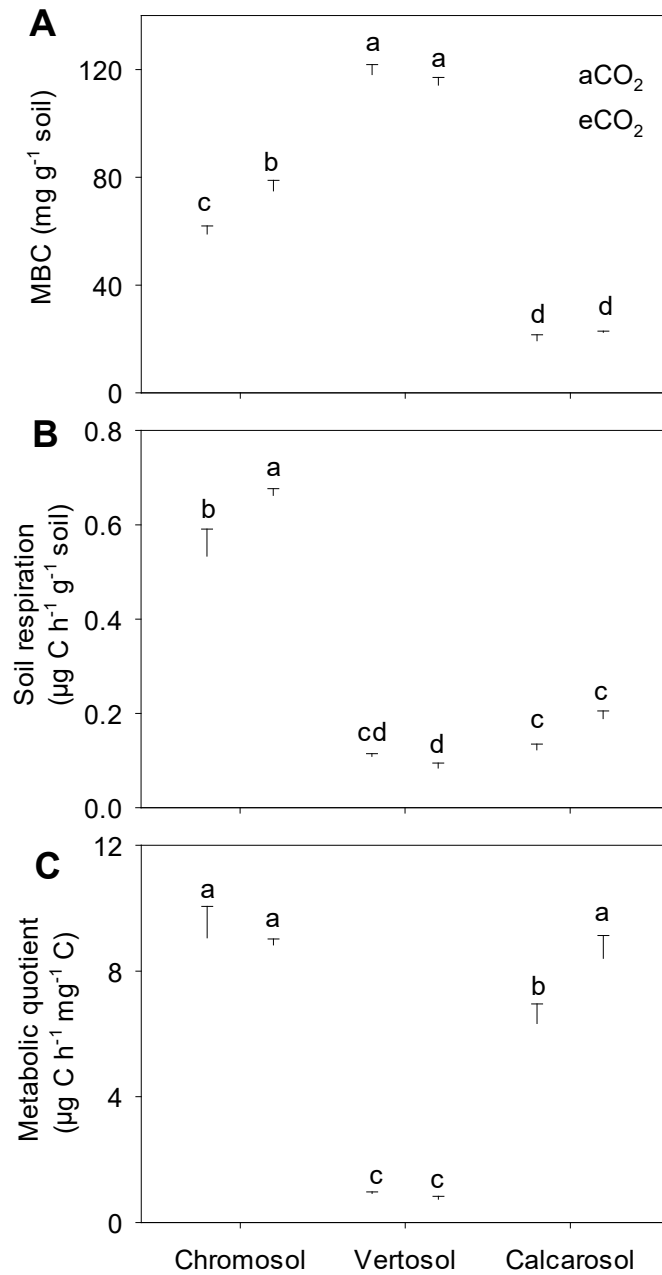 A
MBC (mg g⁻¹ soil)
120
80
40
0
c
b
a
a
d
d
aCO₂
eCO₂
B
Soil respiration
(µg C h⁻¹ g⁻¹ soil)
0.8
0.6
0.4
0.2
0.0
b
a
cd
d
c
c
C
Metabolic quotient
(µg C h⁻¹ mg⁻¹ C)
12
8
4
0
a
a
c
c
b
a
Chromosol Vertosol Calcarosol